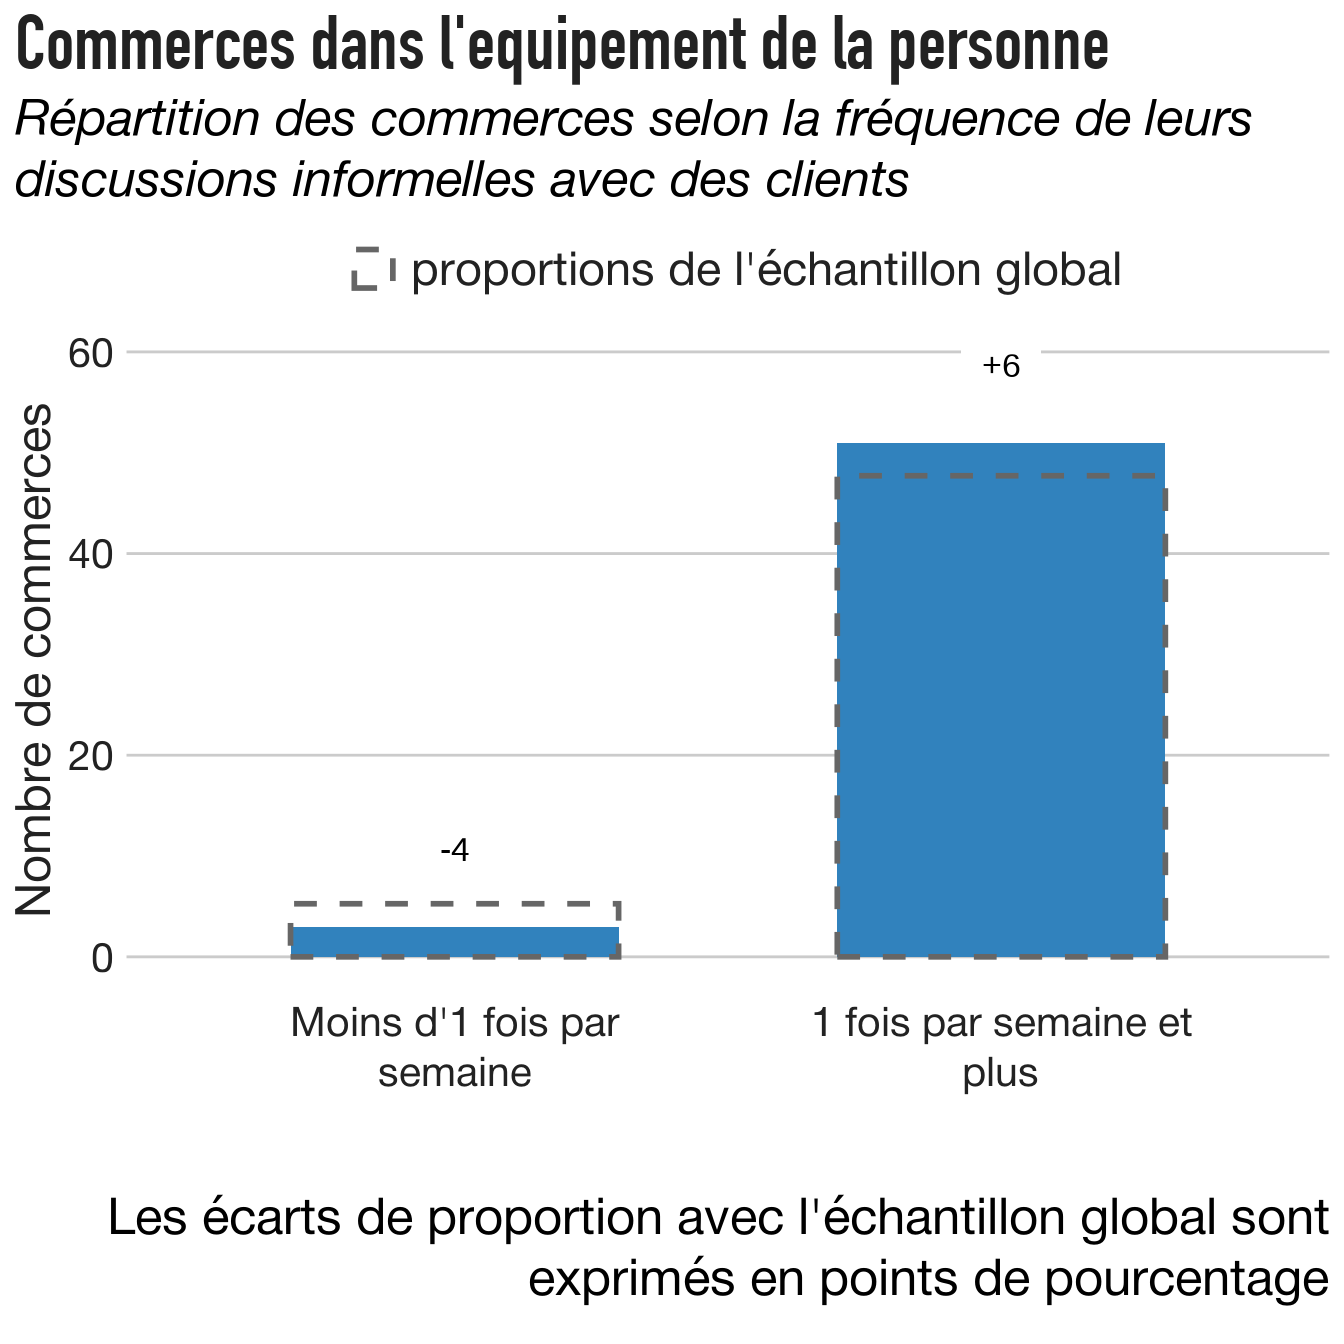 Commerces dans l'equipement de la personne
Répartition des commerces selon la fréquence de leurs
discussions informelles avec des clients
proportions de l'échantillon global
Nombre de commerces
60
40
20
0
+6
-4
Moins d'1 fois par
semaine
1 fois par semaine et
plus
Les écarts de proportion avec l'échantillon global sont
exprimés en points de pourcentage